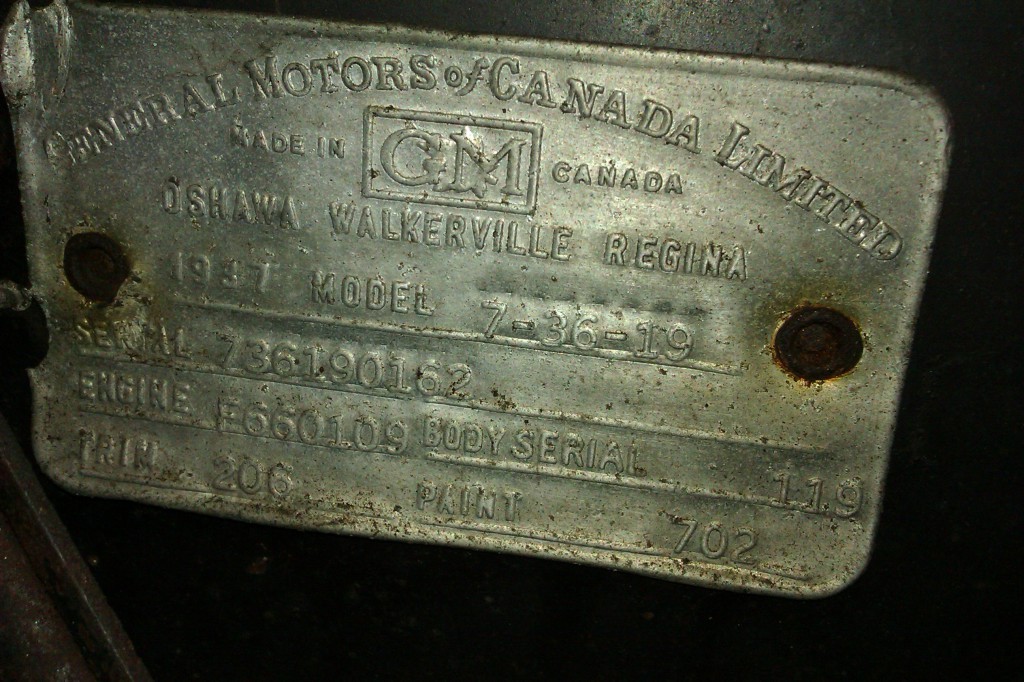 GENERAL MOTORS of CANADA LIMITED
MADE IN GM CANADA
OSHAWA WALKERVILLE REGINA
1937 MODEL 7-36-19
SERIAL 736190162
ENGINE F660109 BODY SERIAL 119
TRIM 206 PAINT 702